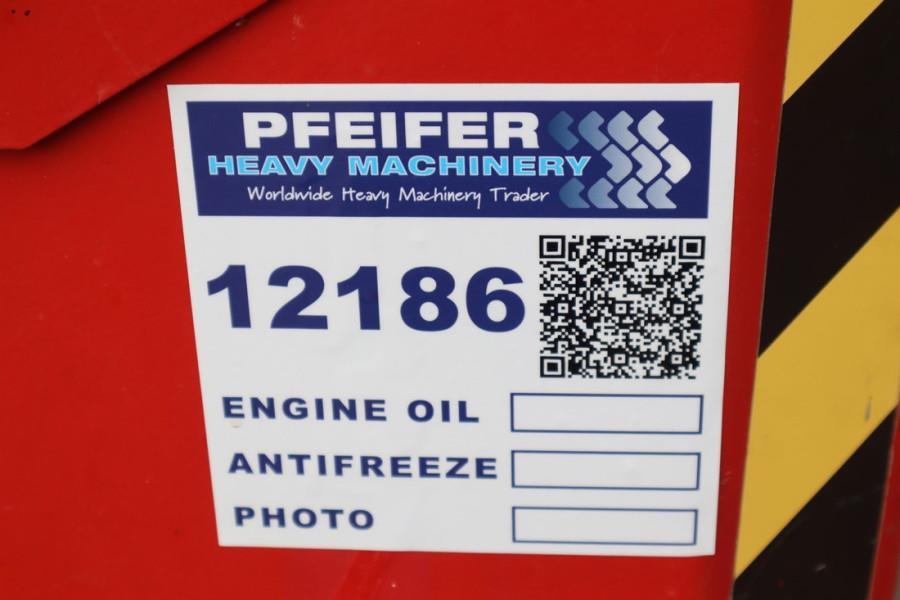 PFEIFER
HEAVY MACHINERY
Worldwide Heavy Machinery Trader
12186
ENGINE OIL
ANTIFREEZE
PHOTO